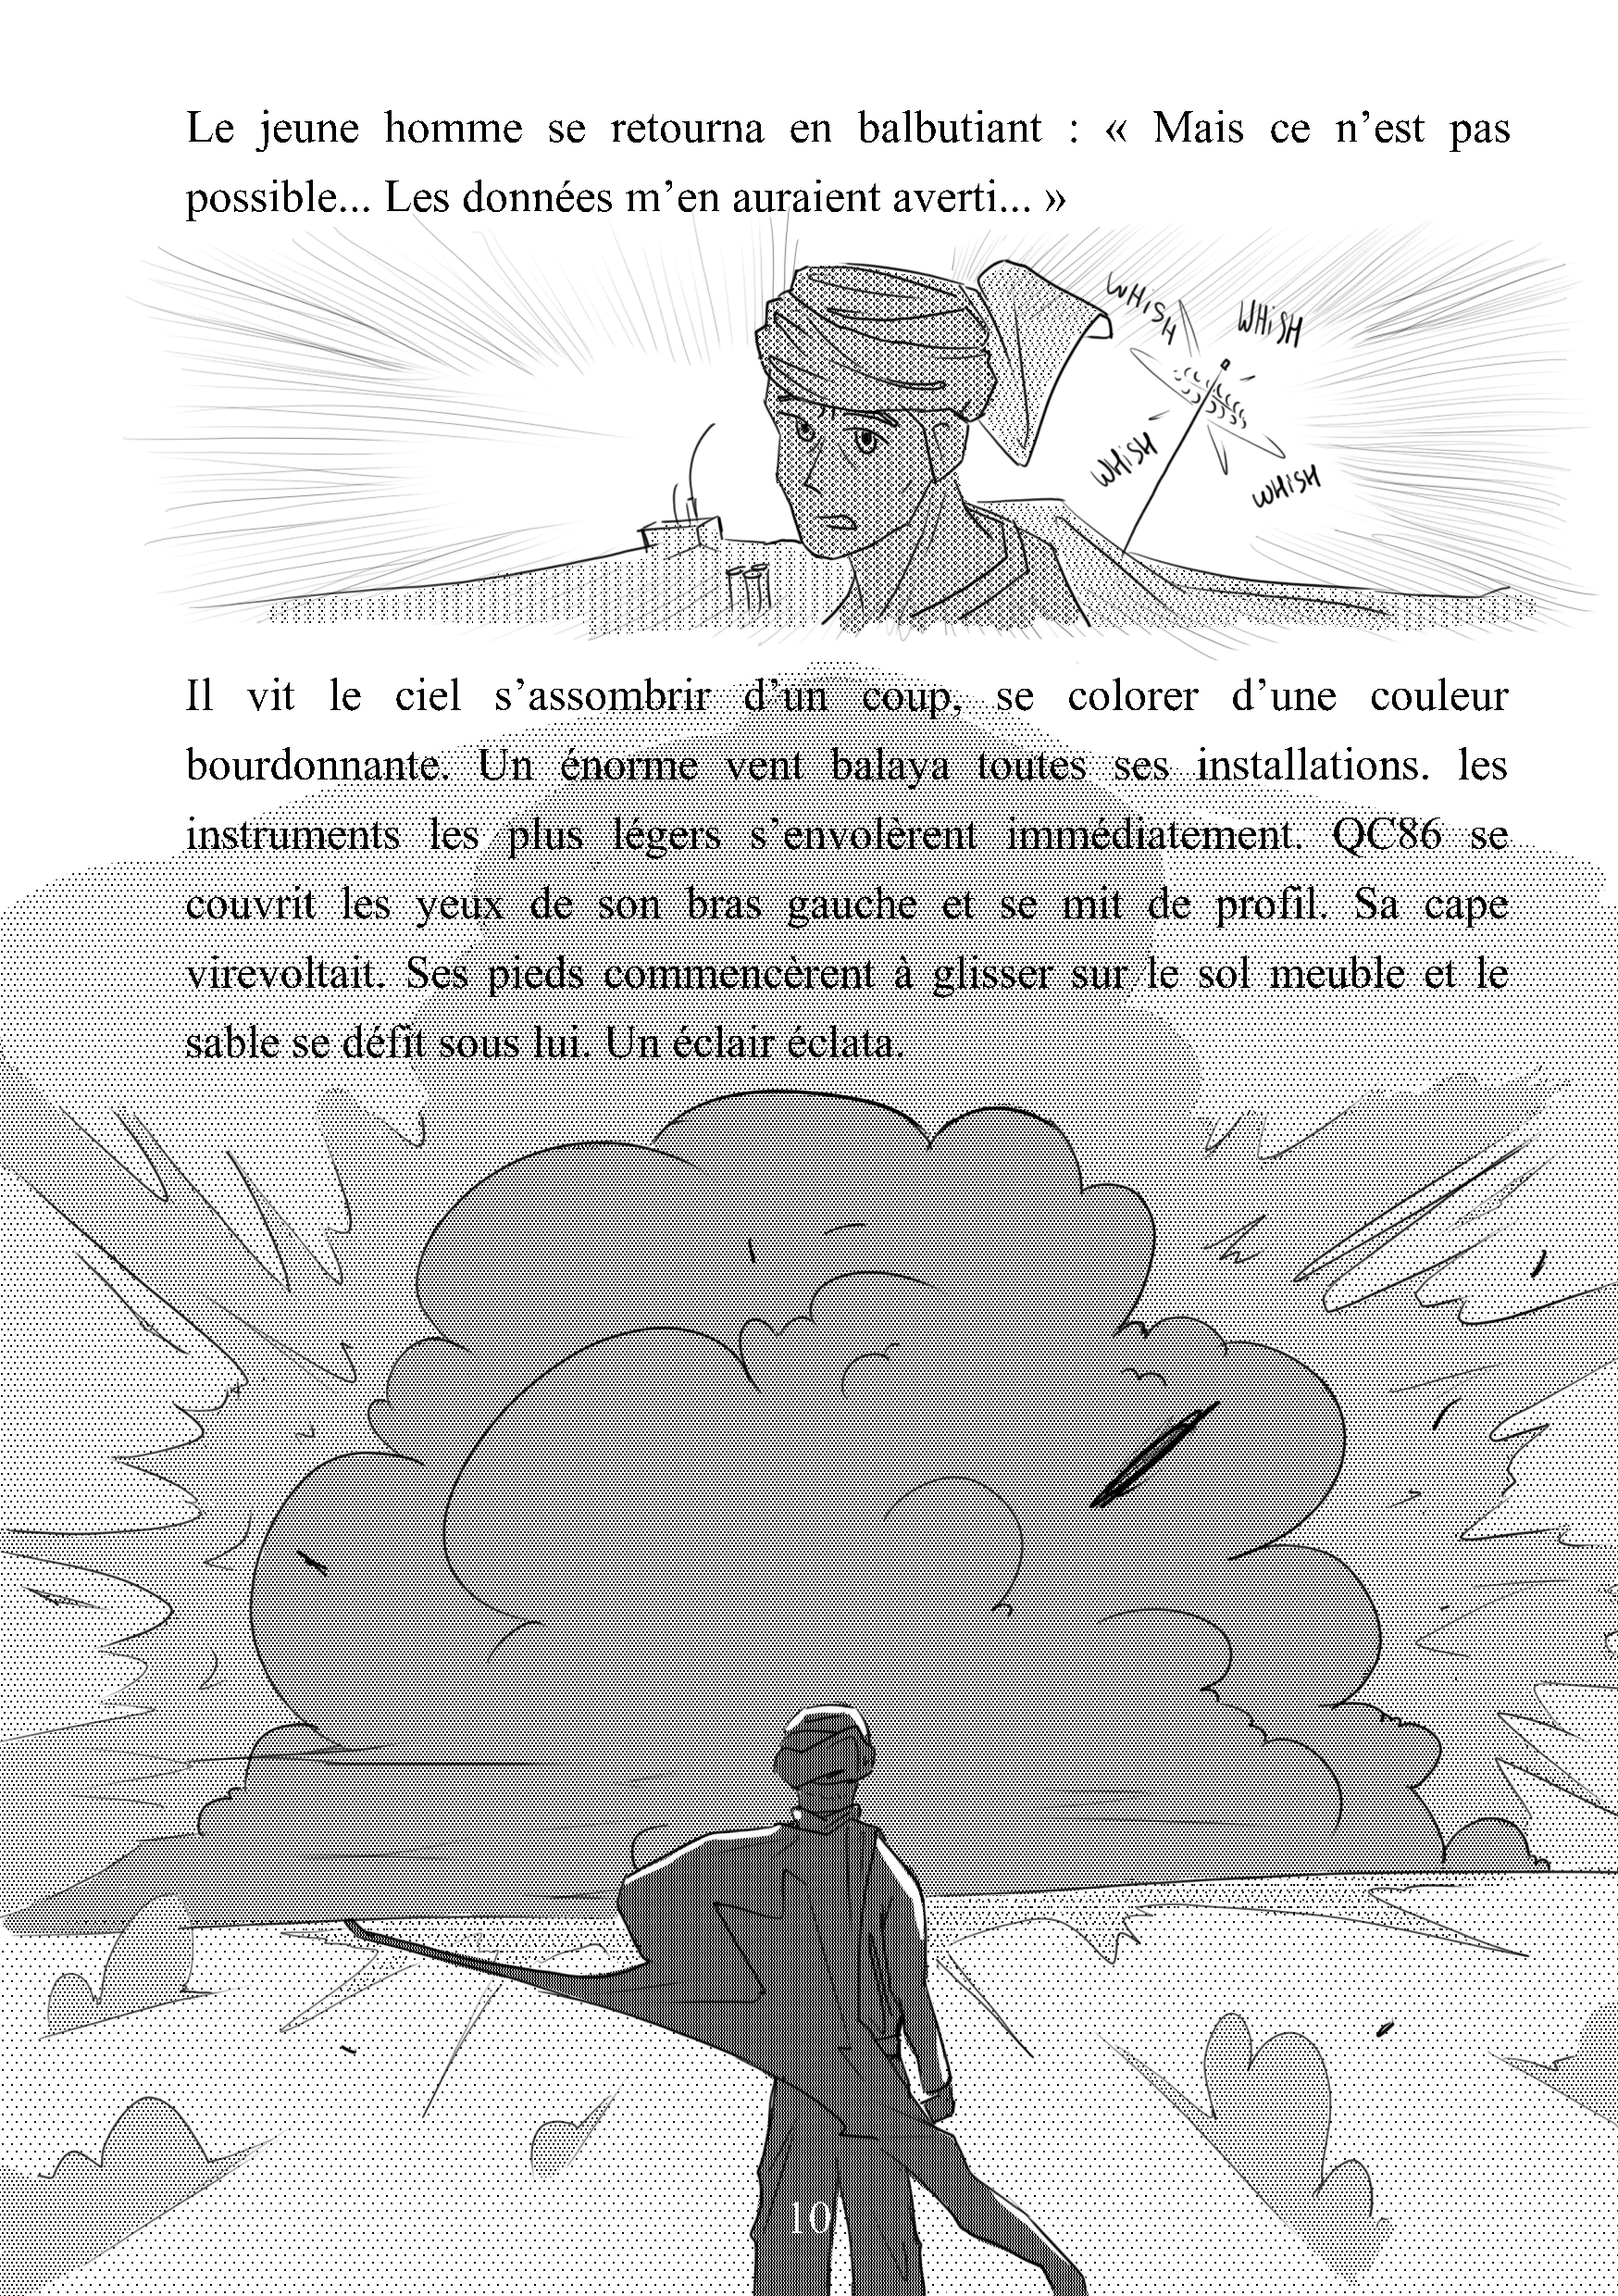 Le jeune homme se retourna en balbutiant : « Mais ce n’est pas
possible... Les données m’en auraient averti... »
WHiSH
WHiSH
WHiSH
WHiSH
Il vit le ciel s’assombrir d’un coup, se colorer d’une couleur
bourdonnante. Un énorme vent balaya toutes ses installations. les
instruments les plus légers s’envolèrent immédiatement. QC86 se
couvrit les yeux de son bras gauche et se mit de profil. Sa cape
virevoltait. Ses pieds commencèrent à glisser sur le sol meuble et le
sable se défit sous lui. Un éclair éclata.
10